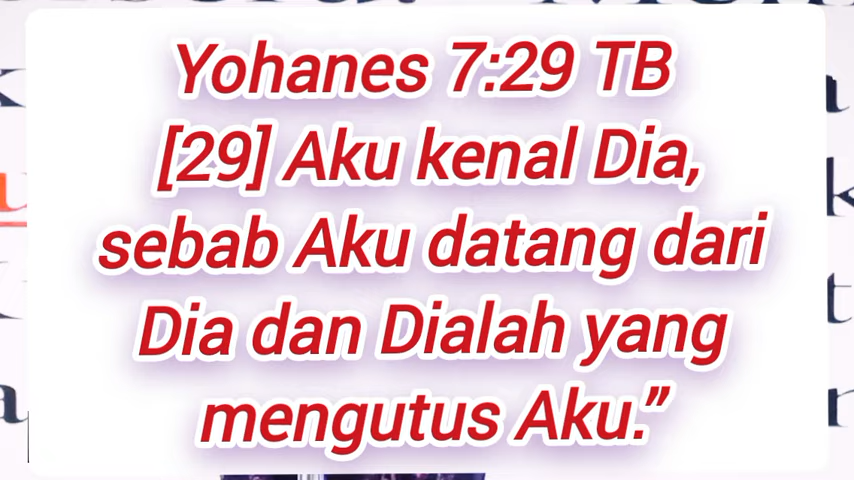 Yohanes 7:29 TB
[29] Aku kenal Dia,
sebab Aku datang dari
Dia dan Dialah yang
mengutus Aku.”